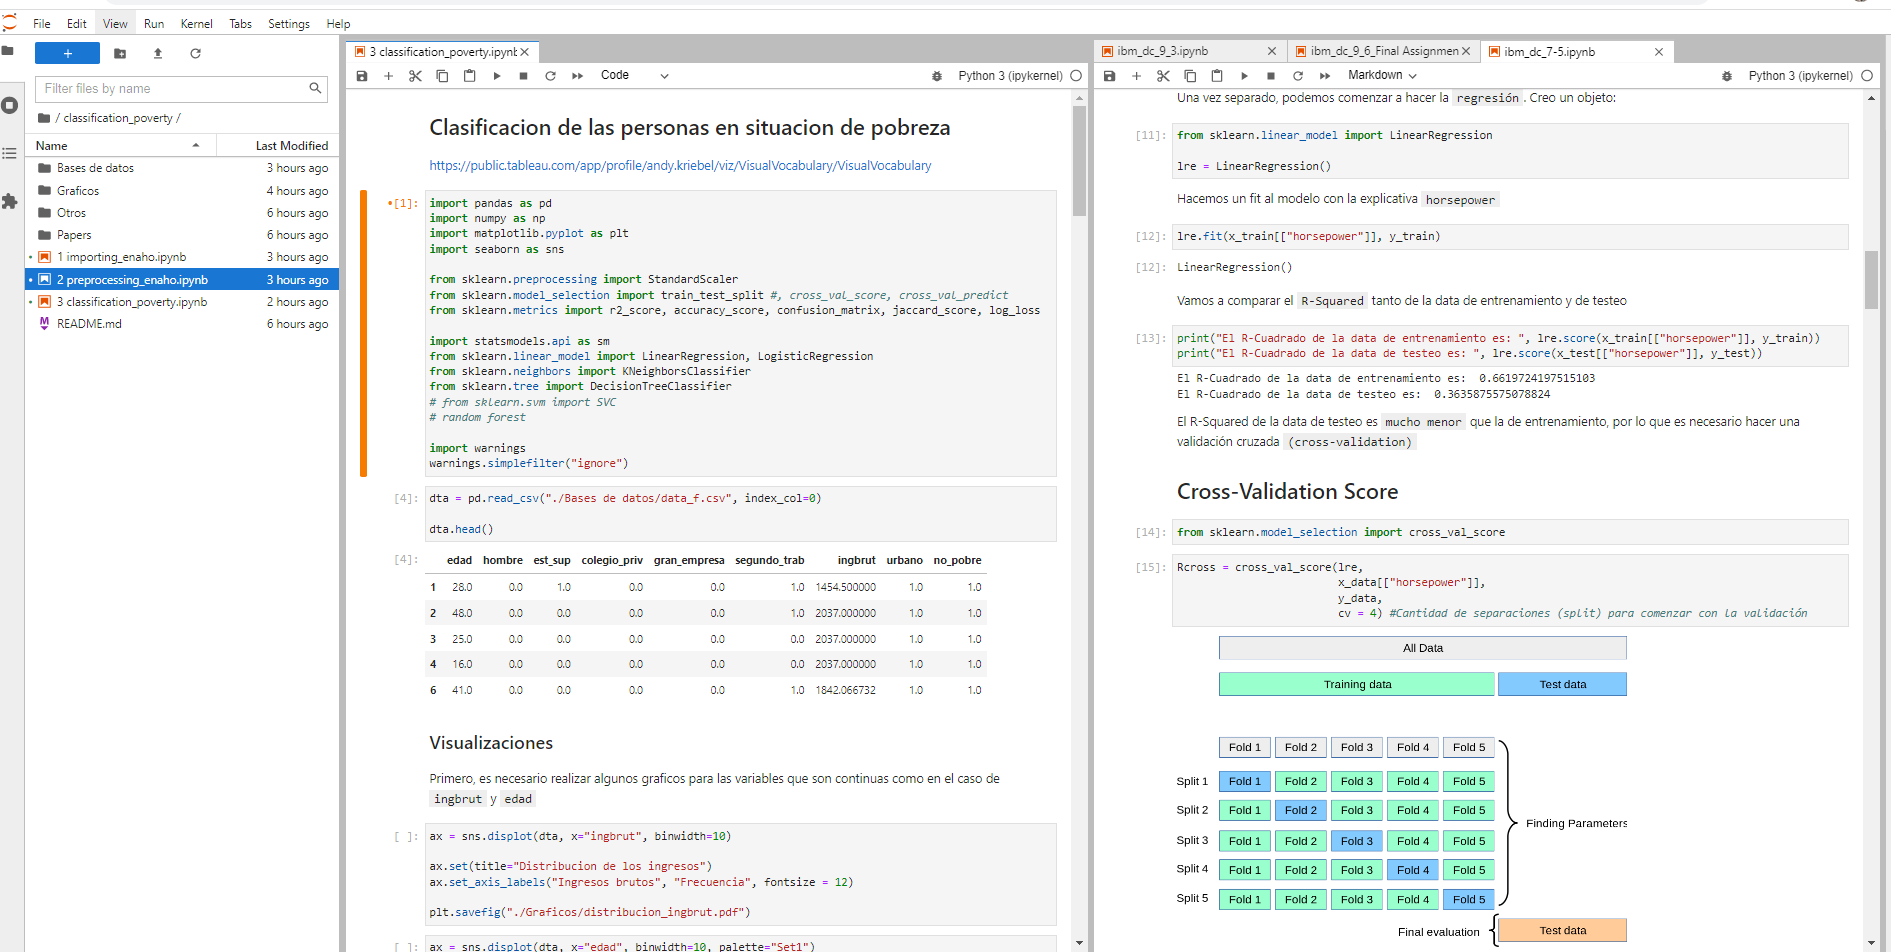 File Edit View Run Kernel Tabs Settings Help
+
Filter files by name
/ classification_poverty /
Name Last Modified
Bases de datos 3 hours ago
Graficos 4 hours ago
Otros 6 hours ago
Papers 6 hours ago
1 importing_enaho.ipynb 3 hours ago
2 preprocessing_enaho.ipynb 3 hours ago
3 classification_poverty.ipynb 2 hours ago
README.md 6 hours ago
3 classification_poverty.ipynb
Code
Python 3 (ipykernel)
Clasificacion de las personas en situacion de pobreza
https://public.tableau.com/app/profile/andy.kriebel/viz/VisualVocabulary/VisualVocabulary
[1]:
import pandas as pd
import numpy as np
import matplotlib.pyplot as plt
import seaborn as sns
from sklearn.preprocessing import StandardScaler
from sklearn.model_selection import train_test_split #, cross_val_score, cross_val_predict
from sklearn.metrics import r2_score, accuracy_score, confusion_matrix, jaccard_score, log_loss
import statsmodels.api as sm
from sklearn.linear_model import LinearRegression, LogisticRegression
from sklearn.neighbors import KNeighborsClassifier
from sklearn.tree import DecisionTreeClassifier
# from sklearn.svm import SVC
# random forest
import warnings
warnings.simplefilter("ignore")
[4]: dta = pd.read_csv("./Bases de datos/data_f.csv", index_col=0)
dta.head()
[4]: edad hombre est_sup colegio_priv gran_empresa segundo_trab ingbrut urbano no_pobre
1 28.0 0.0 1.0 0.0 0.0 1.0 1454.500000 1.0 1.0
2 48.0 0.0 0.0 0.0 0.0 1.0 2037.000000 1.0 1.0
3 25.0 0.0 0.0 0.0 0.0 0.0 2037.000000 1.0 1.0
4 16.0 0.0 0.0 0.0 0.0 0.0 2037.000000 1.0 1.0
6 41.0 0.0 0.0 0.0 0.0 1.0 1842.066732 1.0 1.0
Visualizaciones
Primero, es necesario realizar algunos graficos para las variables que son continuas como en el caso de
ingbrut y edad
[ ]: ax = sns.displot(dta, x="ingbrut", binwidth=10)
ax.set(title="Distribucion de los ingresos")
ax.set_axis_labels("Ingresos brutos", "Frecuencia", fontsize = 12)
plt.savefig("./Graficos/distribucion_ingbrut.pdf")
[ ]: ax = sns.displot(dta, x="edad", binwidth=10, palette="Set1")
ibm_dc_9_3.ipynb
ibm_dc_9_6_Final Assignmen
ibm_dc_7-5.ipynb
Markdown
Python 3 (ipykernel)
Una vez separado, podemos comenzar a hacer la regresión . Creo un objeto:
[11]: from sklearn.linear_model import LinearRegression
lre = LinearRegression()
Hacemos un fit al modelo con la explicativa horsepower
[12]: lre.fit(x_train[["horsepower"]], y_train)
[12]: LinearRegression()
Vamos a comparar el R-Squared tanto de la data de entrenamiento y de testeo
[13]: print("El R-Cuadrado de la data de entrenamiento es: ", lre.score(x_train[["horsepower"]], y_train))
print("El R-Cuadrado de la data de testeo es: ", lre.score(x_test[["horsepower"]], y_test))
El R-Cuadrado de la data de entrenamiento es:  0.6619724197515103
El R-Cuadrado de la data de testeo es:  0.3635875575078824
El R-Squared de la data de testeo es mucho menor que la de entrenamiento, por lo que es necesario hacer una
validación cruzada (cross-validation)
Cross-Validation Score
[14]: from sklearn.model_selection import cross_val_score
[15]: Rcross = cross_val_score(lre,
x_data[["horsepower"]],
y_data,
cv = 4) #Cantidad de separaciones (split) para comenzar con la validación
All Data
Training data Test data
Fold 1 Fold 2 Fold 3 Fold 4 Fold 5
Split 1 Fold 1 Fold 2 Fold 3 Fold 4 Fold 5
Split 2 Fold 1 Fold 2 Fold 3 Fold 4 Fold 5
Finding Parameters
Split 3 Fold 1 Fold 2 Fold 3 Fold 4 Fold 5
Split 4 Fold 1 Fold 2 Fold 3 Fold 4 Fold 5
Split 5 Fold 1 Fold 2 Fold 3 Fold 4 Fold 5
Final evaluation Test data